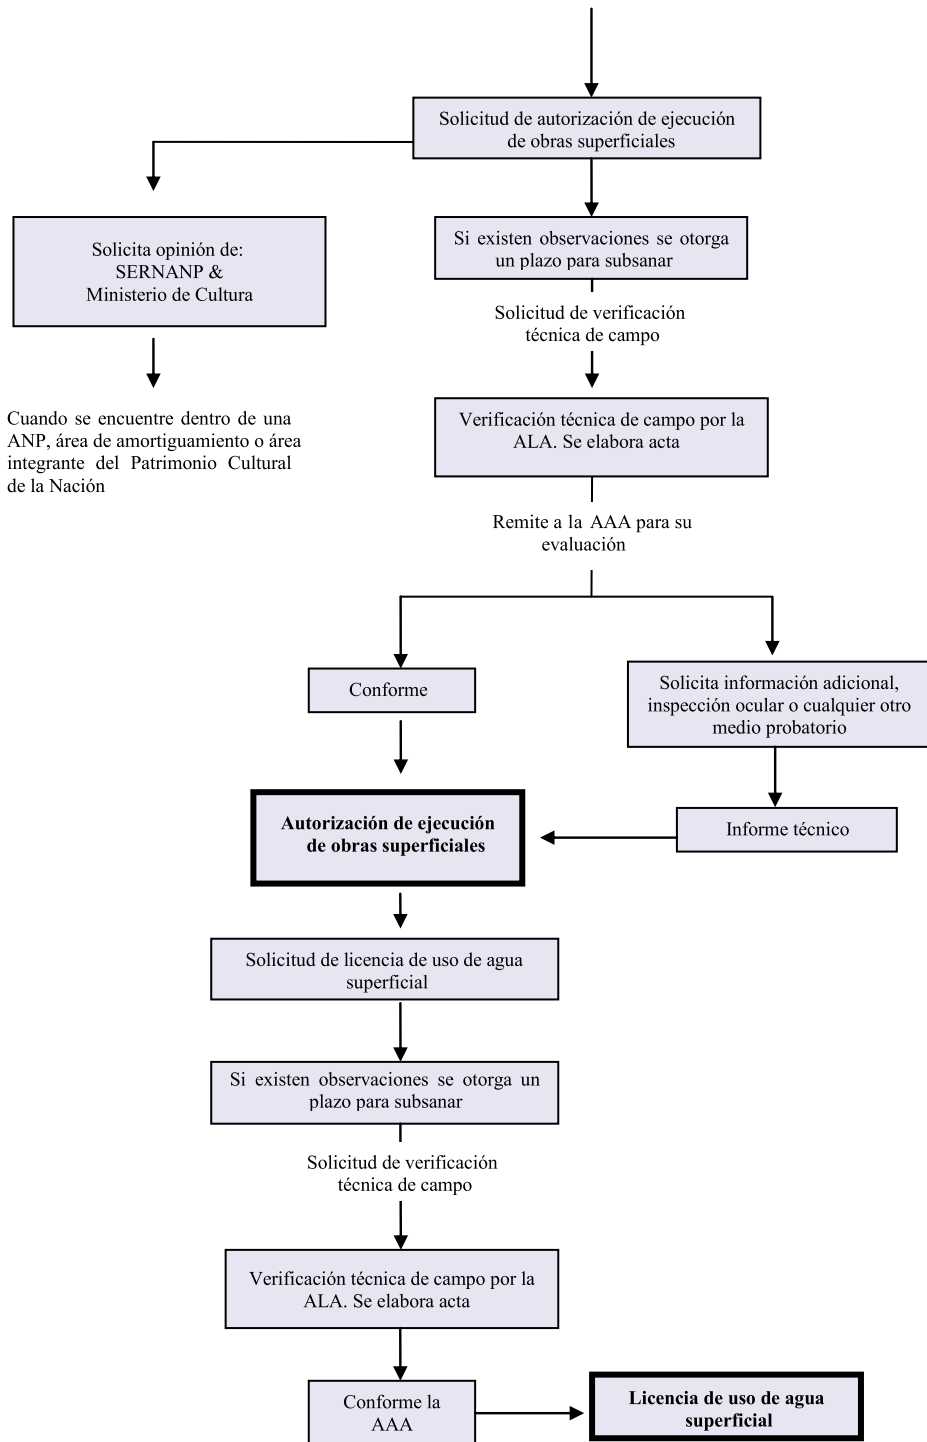 Solicitud de autorización de ejecución
de obras superficiales
Solicita opinión de:
SERNANP &
Ministerio de Cultura
Si existen observaciones se otorga
un plazo para subsanar
Solicitud de verificación
técnica de campo
Cuando se encuentre dentro de una
ANP, área de amortiguamiento o área
integrante del Patrimonio Cultural
de la Nación
Verificación técnica de campo por la
ALA. Se elabora acta
Remite a la AAA para su
evaluación
Conforme
Solicita información adicional,
inspección ocular o cualquier otro
medio probatorio
Autorización de ejecución
de obras superficiales
Informe técnico
Solicitud de licencia de uso de agua
superficial
Si existen observaciones se otorga un
plazo para subsanar
Solicitud de verificación
técnica de campo
Verificación técnica de campo por la
ALA. Se elabora acta
Conforme la
AAA
Licencia de uso de agua
superficial